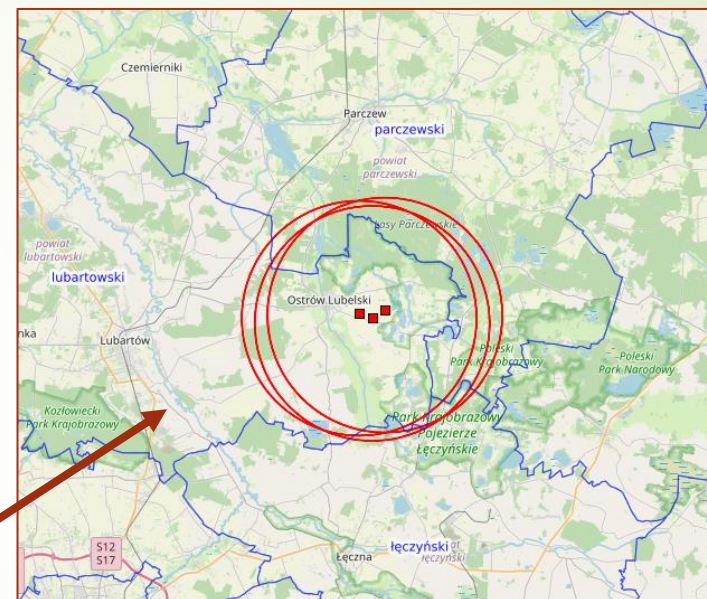 Czemierniki
Parczew
parczewski
powiat
parczewski
Lasy Parczewskie
powiat
lubartowski
lubartowski
Ostrów Lubelski
Lubartów
nka
Poleski
Park Krajobrazowy
Poleski
Park Narodowy
Kozłowiecki
Park Krajobrazowy
Park Krajobrazowy
Pojezierze
Łęczyńskie
S12
S17
łęczyński
Łęczna
łęczyński